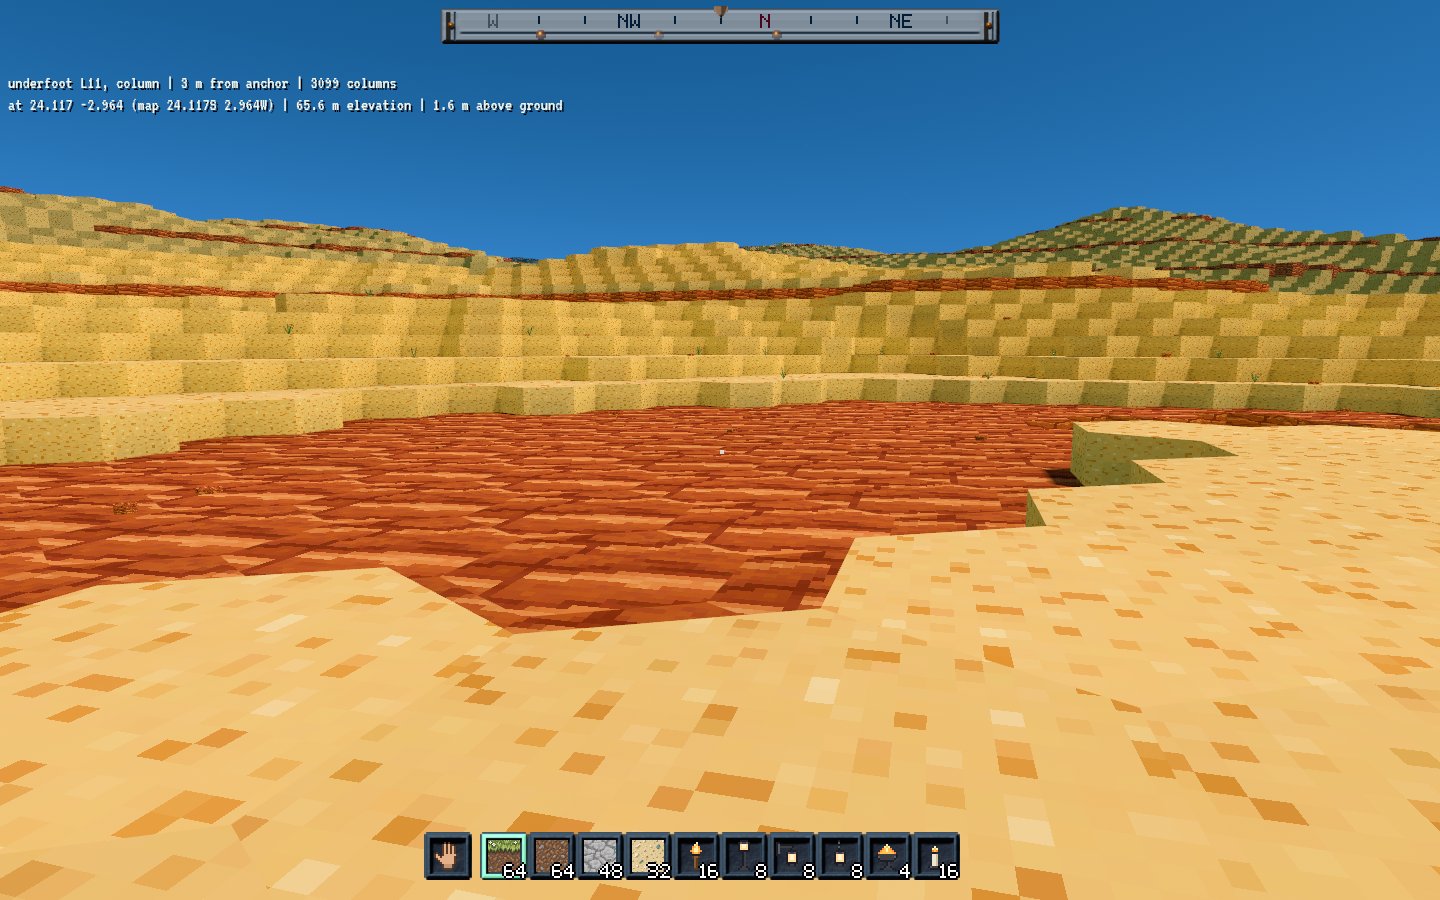 W NW N NE
underfoot L11, column | 3 m from anchor | 3099 columns
at 24.117 -2.964 (map 24.117S 2.964W) | 65.6 m elevation | 1.6 m above ground
64 64 48 32 16 8 8 8 4 16